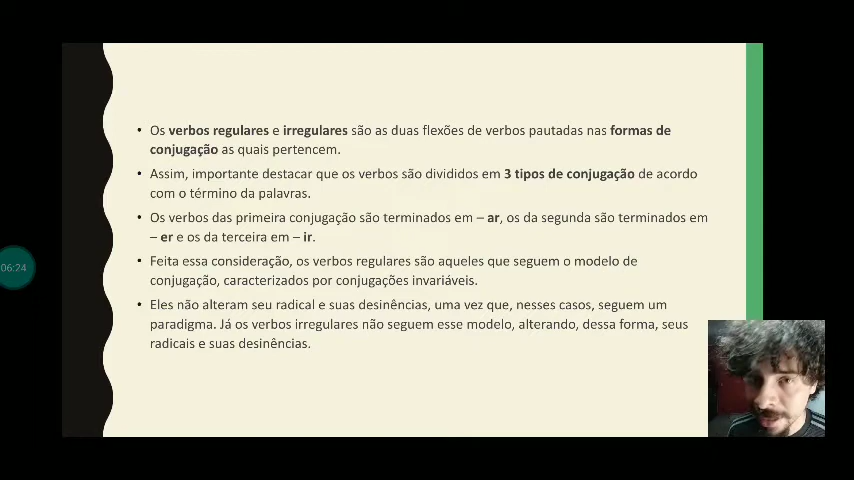 • Os verbos regulares e irregulares são as duas flexões de verbos pautadas nas formas de
conjugação as quais pertencem.
• Assim, importante destacar que os verbos são divididos em 3 tipos de conjugação de acordo
com o término da palavras.
• Os verbos das primeira conjugação são terminados em – ar, os da segunda são terminados em
– er e os da terceira em – ir.
• Feita essa consideração, os verbos regulares são aqueles que seguem o modelo de
conjugação, caracterizados por conjugações invariáveis.
• Eles não alteram seu radical e suas desinências, uma vez que, nesses casos, seguem um
paradigma. Já os verbos irregulares não seguem esse modelo, alterando, dessa forma, seus
radicais e suas desinências.
06:24